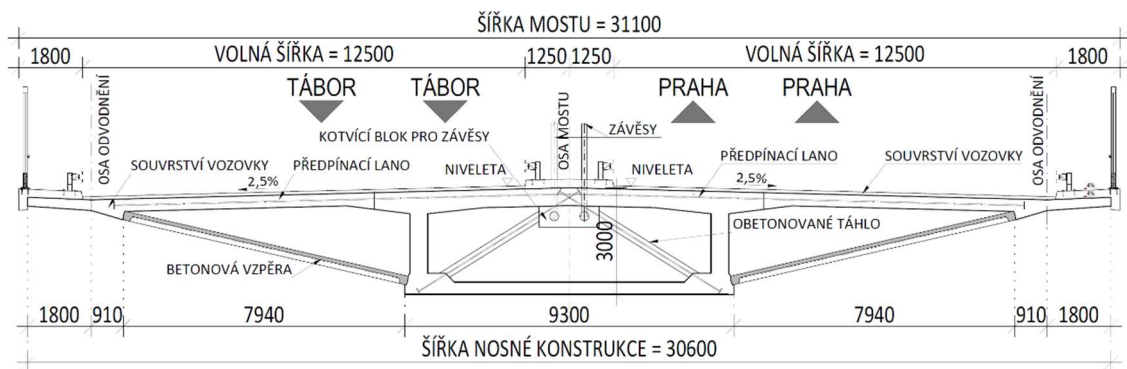 ŠÍŘKA MOSTU = 31100
1800 VOLNÁ ŠÍŘKA = 12500 1250 1250 VOLNÁ ŠÍŘKA = 12500 1800
OSA ODVODNĚNÍ TÁBOR TÁBOR OSA MOSTU PRAHA PRAHA OSA ODVODNĚNÍ
KOTVÍCÍ BLOK PRO ZÁVĚSY ZÁVĚSY
SOUVRSTVÍ VOZOVKY PŘEDPÍNACÍ LANO NIVELETA NIVELETA PŘEDPÍNACÍ LANO SOUVRSTVÍ VOZOVKY
2,5% 2,5%
OBETONOVANÉ TÁHLO
3000
BETONOVÁ VZPĚRA
1800 910 7940 9300 7940 910 1800
ŠÍŘKA NOSNÉ KONSTRUKCE = 30600